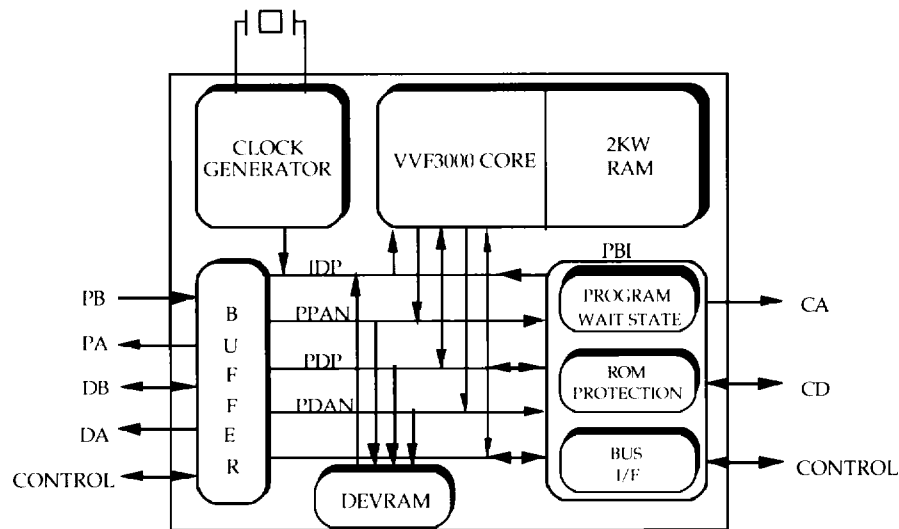 CLOCK
GENERATOR
VVF3000 CORE
2KW
RAM
PBI
IDP
PPAN
PDP
PDAN
PB
PA
DB
DA
CONTROL
B
U
F
F
E
R
PROGRAM
WAIT STATE
ROM
PROTECTION
BUS
I/F
CA
CD
CONTROL
DEVRAM